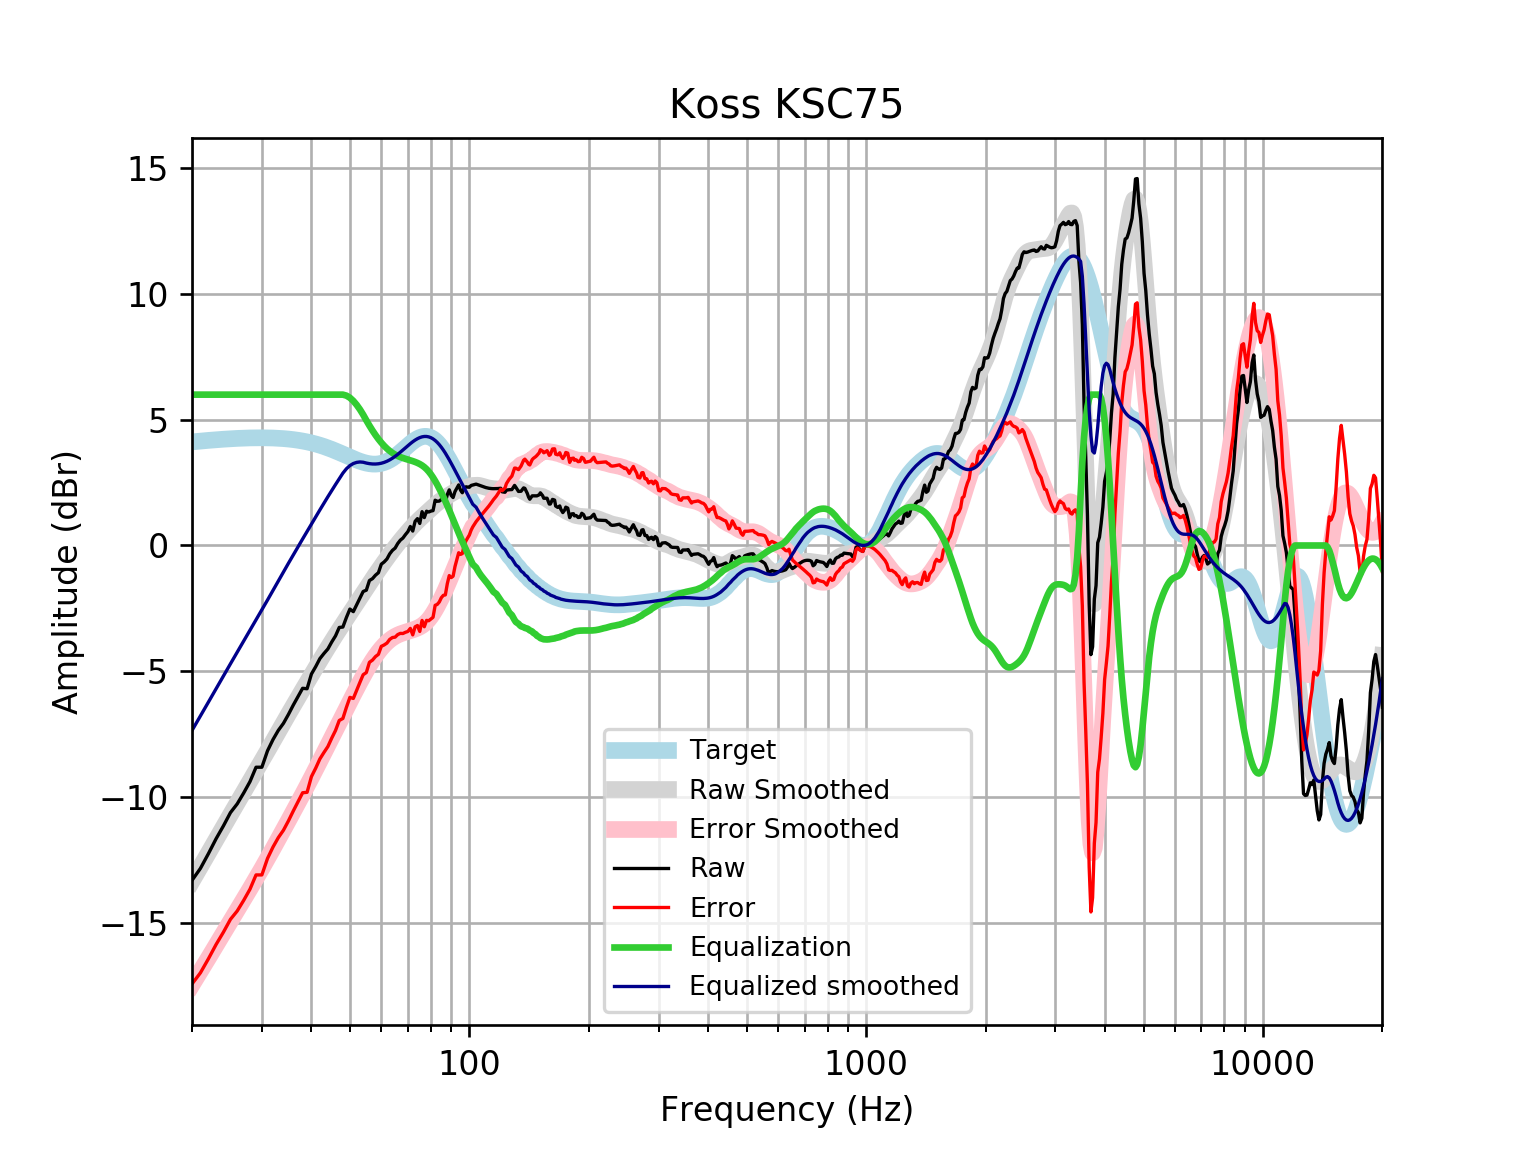 Koss KSC75
15
10
5
0
−5
−10
−15
Amplitude (dBr)
Target
Raw Smoothed
Error Smoothed
Raw
Error
Equalization
Equalized smoothed
100
1000
10000
Frequency (Hz)